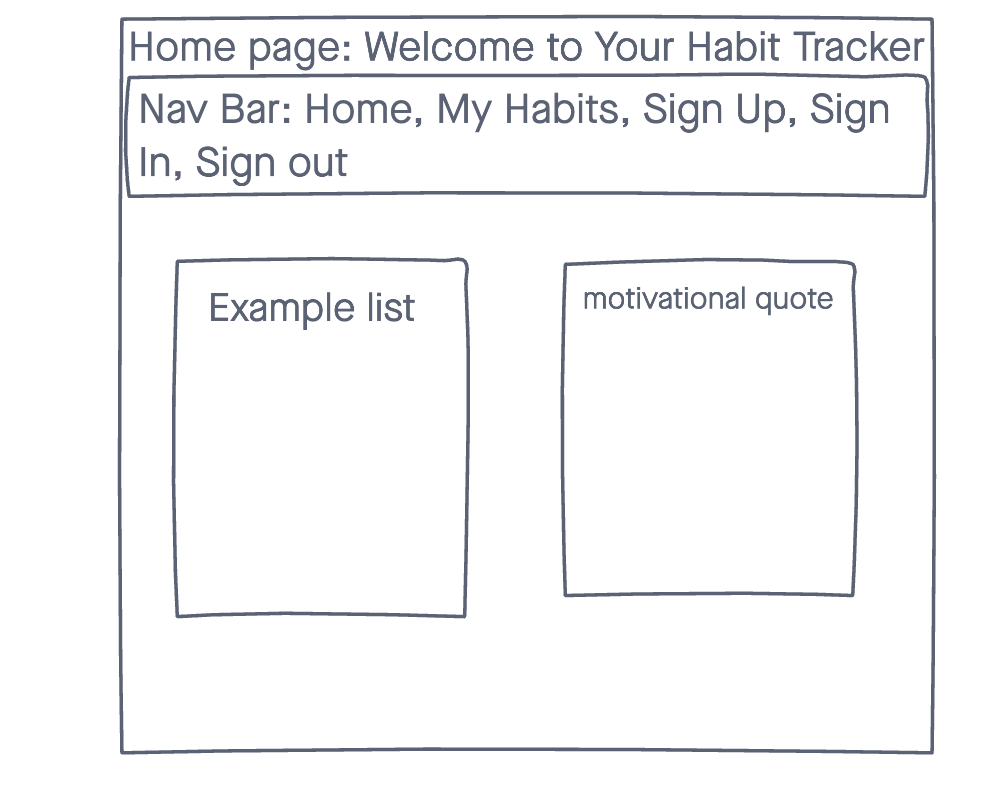 Home page: Welcome to Your Habit Tracker
Nav Bar: Home, My Habits, Sign Up, Sign
In, Sign out
Example list
motivational quote